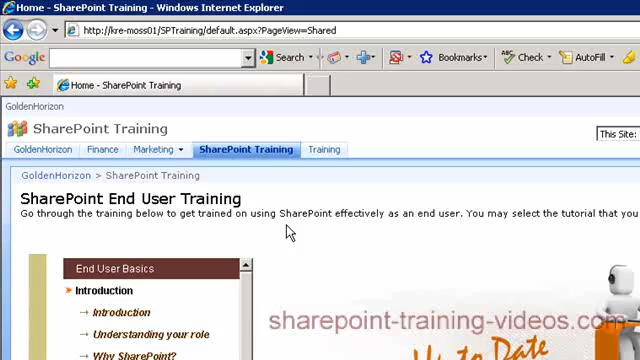 Home - SharePoint Training - Windows Internet Explorer
http://kre-moss01/SPTraining/default.aspx?PageView=Shared
Google Search Bookmarks Check AutoFill
Home - SharePoint Training
GoldenHorizon
SharePoint Training
This Site:
GoldenHorizon Finance Marketing SharePoint Training Training
GoldenHorizon > SharePoint Training
SharePoint End User Training
Go through the training below to get trained on using SharePoint effectively as an end user. You may select the tutorial that you
End User Basics
Introduction
Introduction
sharepoint-training-videos.com
Understanding your role
Up to Date
Why SharePoint?